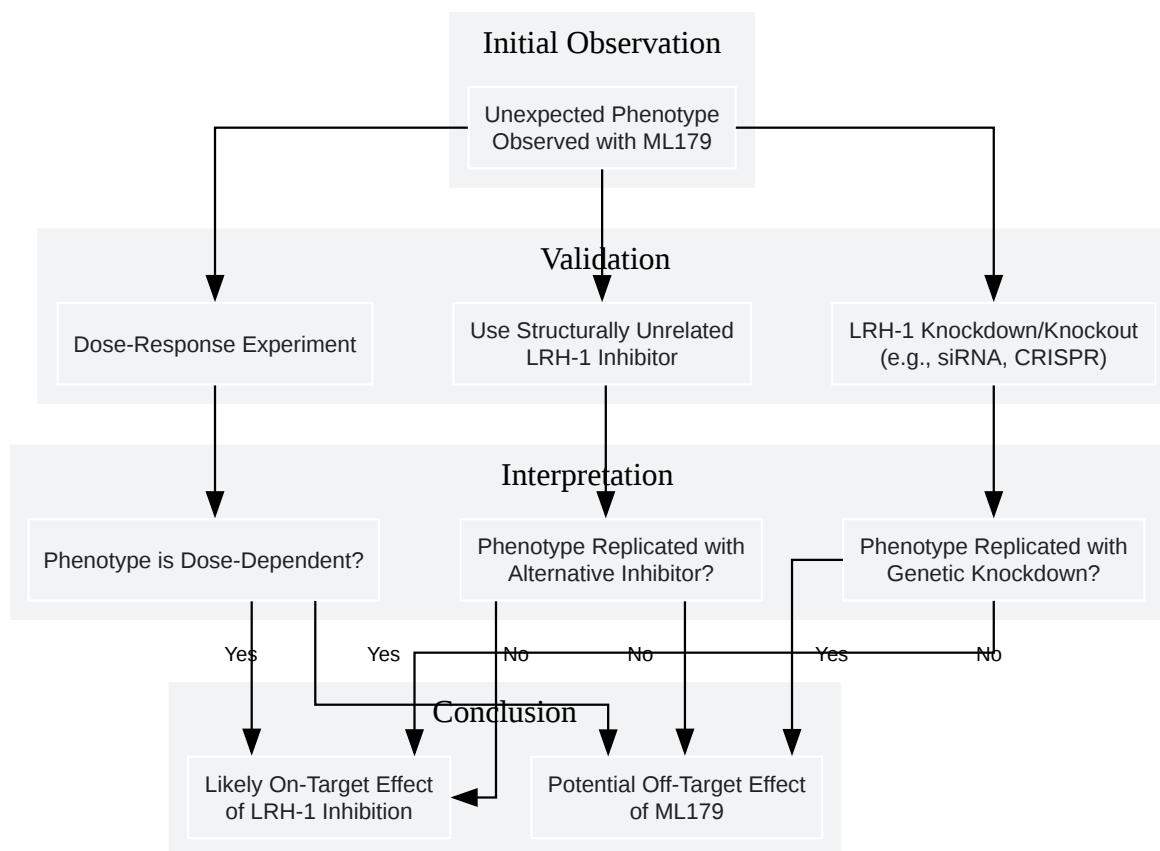 Initial Observation
Unexpected Phenotype
Observed with ML179
Validation
Dose-Response Experiment
Use Structurally Unrelated
LRH-1 Inhibitor
LRH-1 Knockdown/Knockout
(e.g., siRNA, CRISPR)
Interpretation
Phenotype is Dose-Dependent?
Phenotype Replicated with
Alternative Inhibitor?
Phenotype Replicated with
Genetic Knockdown?
Yes
Yes
No
No
Yes
No
Conclusion
Likely On-Target Effect
of LRH-1 Inhibition
Potential Off-Target Effect
of ML179